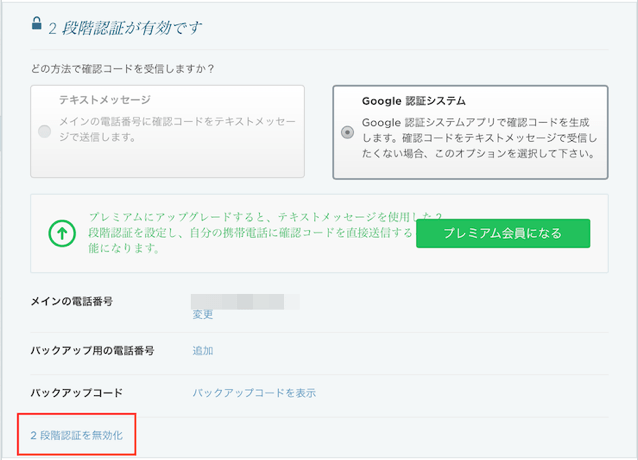 2 段階認証が有効です
どの方法で確認コードを受信しますか？
テキストメッセージ
メインの電話番号に確認コードをテキストメッセー
ジで送信します。
Google 認証システム
Google 認証システムアプリで確認コードを生成
します。確認コードをテキストメッセージで受信し
たくない場合、このオプションを選択して下さい。
プレミアムにアップグレードすると、テキストメッセージを使用した 2
段階認証を設定し、自分の携帯電話に確認コードを直接送信する
能になります。
プレミアム会員になる
メインの電話番号
変更
バックアップ用の電話番号
追加
バックアップコード
バックアップコードを表示
2 段階認証を無効化